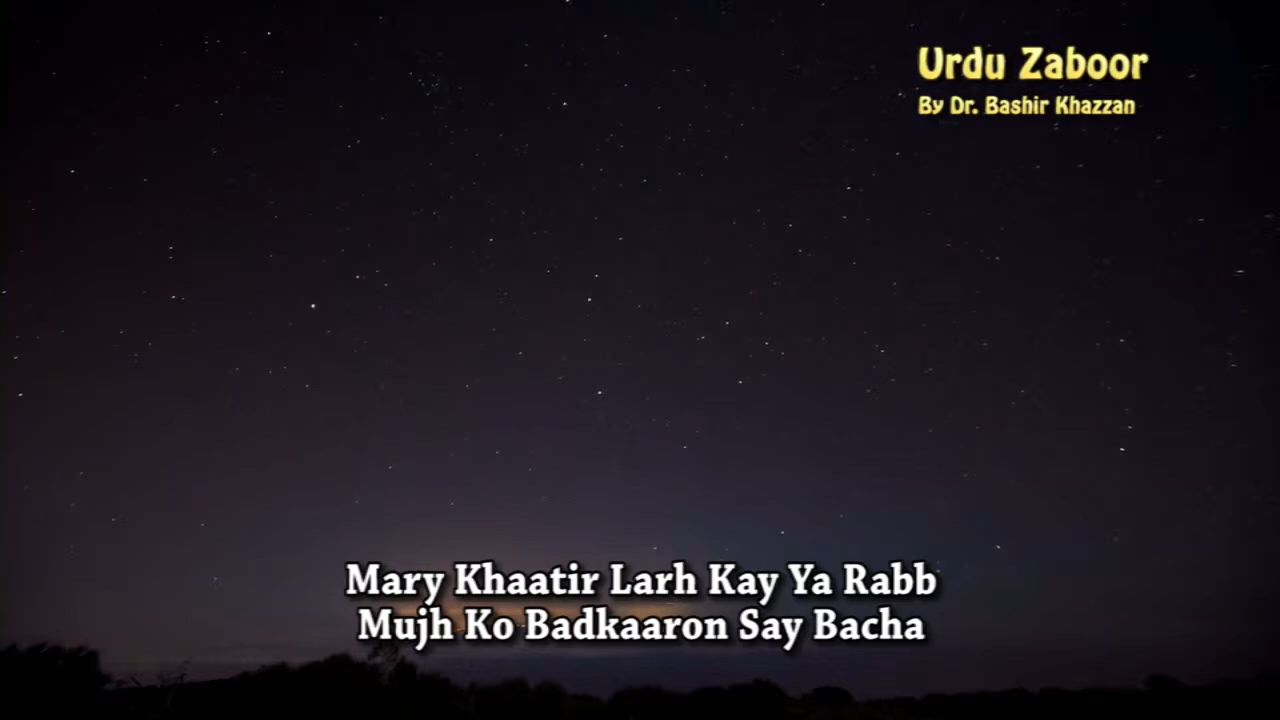 Urdu Zaboor
By Dr. Bashir Khazzan
Mary Khaatir Larh Kay Ya Rabb
Mujh Ko Badkaaron Say Bacha